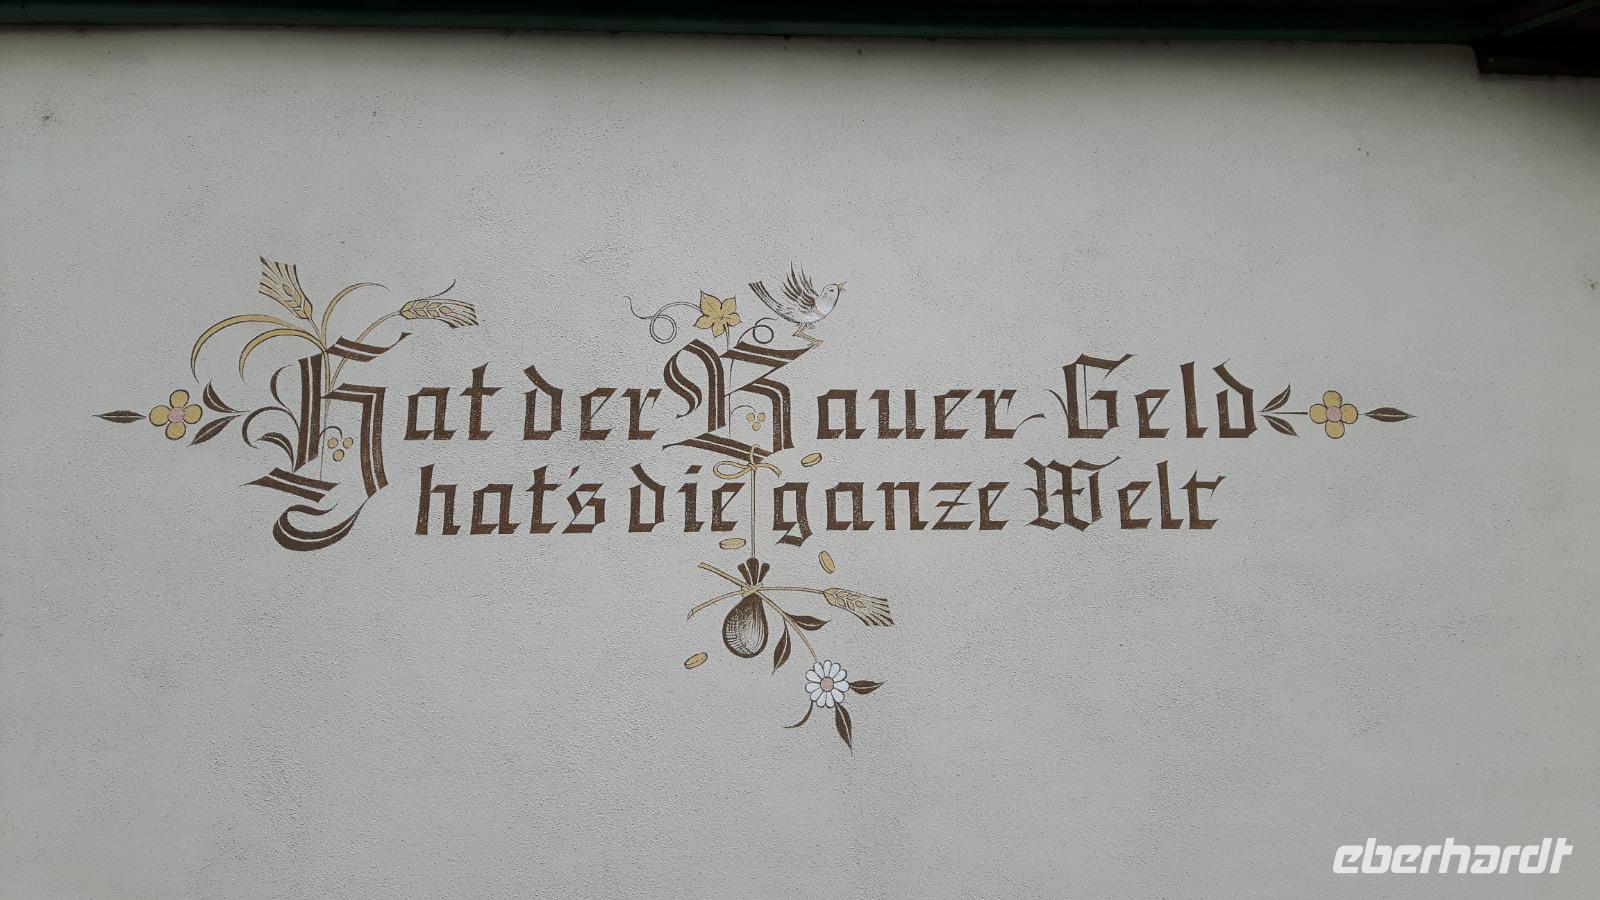 Hat der Bauer Geld
hat's die ganze Welt
eberhardt